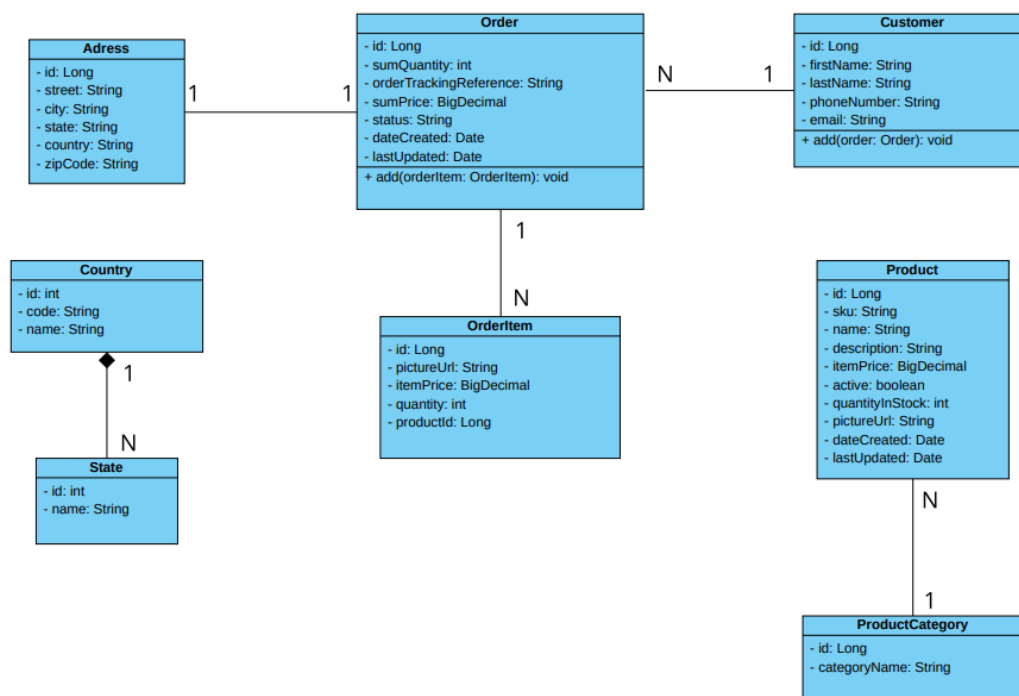 Adress
- id: Long
- street: String
- city: String
- state: String
- country: String
- zipCode: String
1
1
Order
- id: Long
- sumQuantity: int
- orderTrackingReference: String
- sumPrice: BigDecimal
- status: String
- dateCreated: Date
- lastUpdated: Date
+ add(orderItem: OrderItem): void
N
1
Customer
- id: Long
- firstName: String
- lastName: String
- phoneNumber: String
- email: String
+ add(order: Order): void
1
N
Country
- id: int
- code: String
- name: String
1
N
State
- id: int
- name: String
OrderItem
- id: Long
- pictureUrl: String
- itemPrice: BigDecimal
- quantity: int
- productId: Long
Product
- id: Long
- sku: String
- name: String
- description: String
- itemPrice: BigDecimal
- active: boolean
- quantityInStock: int
- pictureUrl: String
- dateCreated: Date
- lastUpdated: Date
N
1
ProductCategory
- id: Long
- categoryName: String